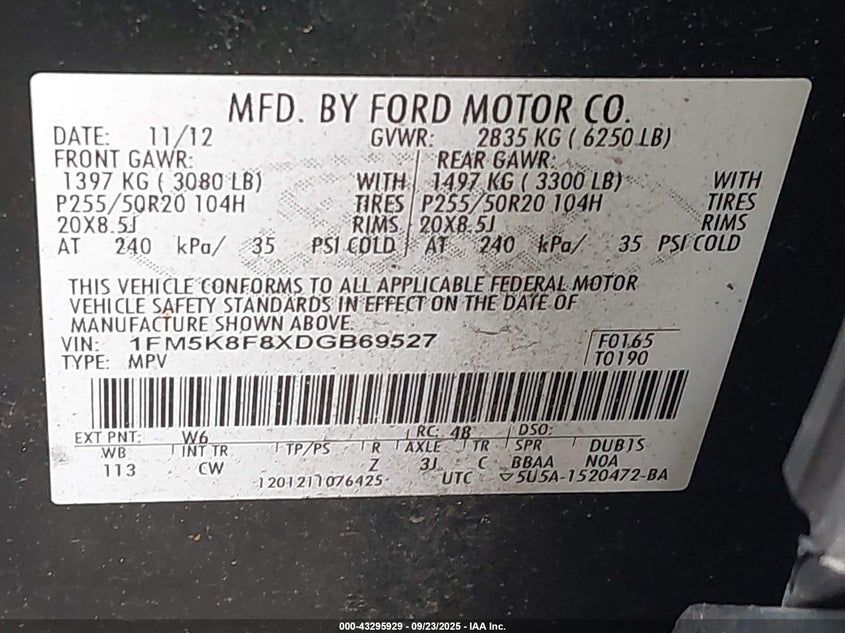 MFD. BY FORD MOTOR CO.
DATE: 11/12 GVWR: 2835 KG ( 6250 LB)
FRONT GAWR: REAR GAWR:
1397 KG ( 3080 LB) WITH 1497 KG ( 3300 LB) WITH
P255/50R20 104H TIRES P255/50R20 104H TIRES
20X8.5J RIMS 20X8.5J RIMS
AT 240 kPa/ 35 PSI COLD AT 240 kPa/ 35 PSI COLD
THIS VEHICLE CONFORMS TO ALL APPLICABLE FEDERAL MOTOR
VEHICLE SAFETY STANDARDS IN EFFECT ON THE DATE OF
MANUFACTURE SHOWN ABOVE.
VIN: 1FM5K8F8XDGB69527 F0165
TYPE: MPV T0190
EXT PNT: W6 RC: 48 DSO:
WB INT TR TP/PS R AXLE TR SPR DUBJS
113 CW Z 3J C BBAA NOA
1201211076425 UTC ▽5U5A-1520472-BA
000-43295929 - 09/23/2025 - IAA Inc.